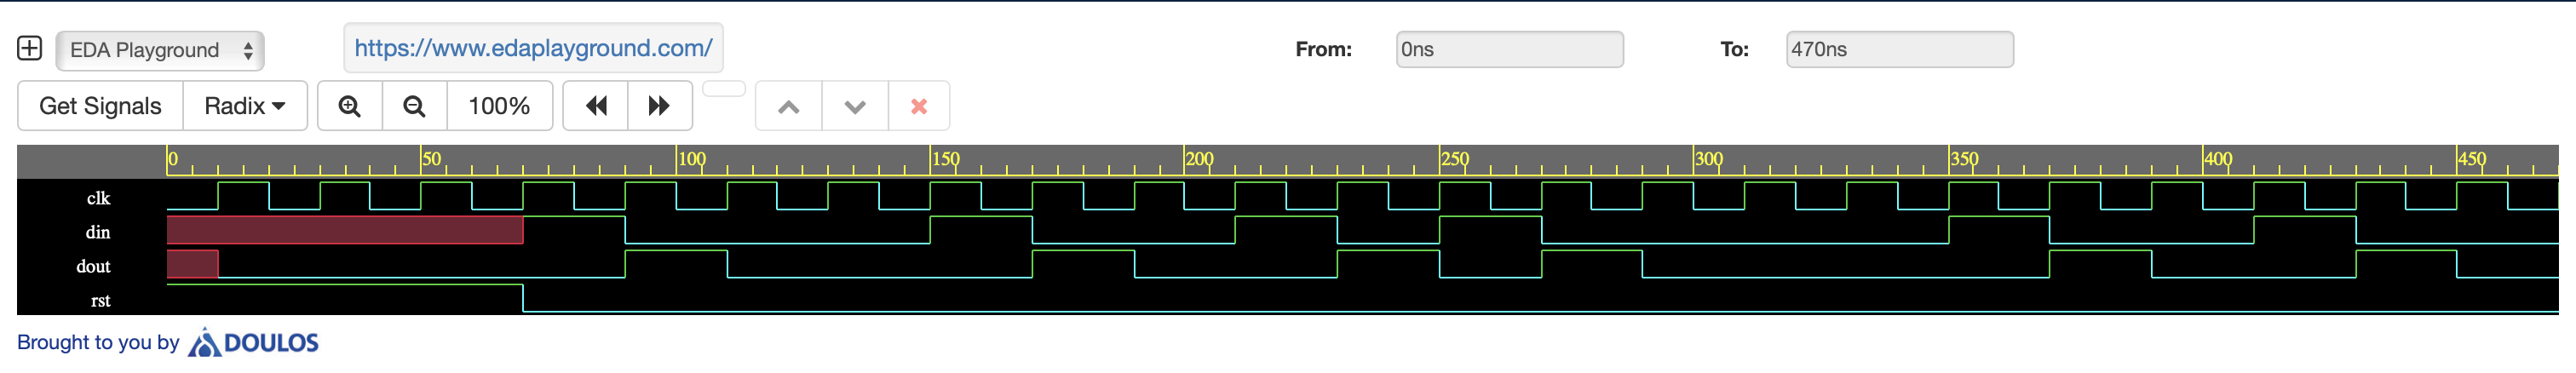 EDA Playground https://www.edaplayground.com/ From: 0ns To: 470ns
Get Signals Radix 100%
0 50 100 150 200 250 300 350 400 450
clk
din
dout
rst
Brought to you by DOULOS